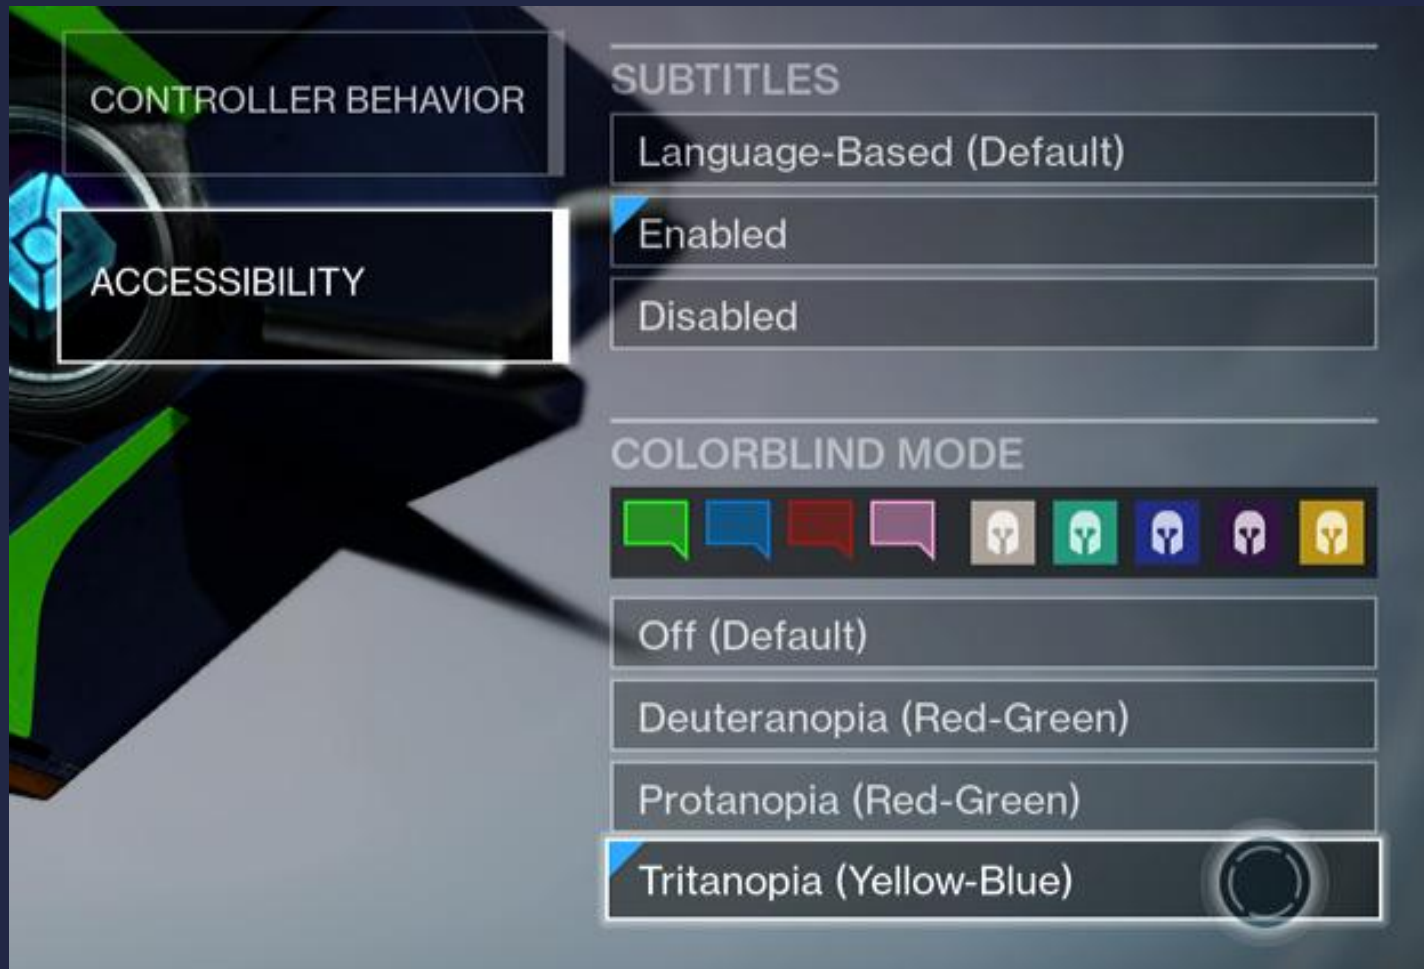 CONTROLLER BEHAVIOR
ACCESSIBILITY
SUBTITLES
Language-Based (Default)
Enabled
Disabled
COLORBLIND MODE
Off (Default)
Deuteranopia (Red-Green)
Protanopia (Red-Green)
Tritanopia (Yellow-Blue)